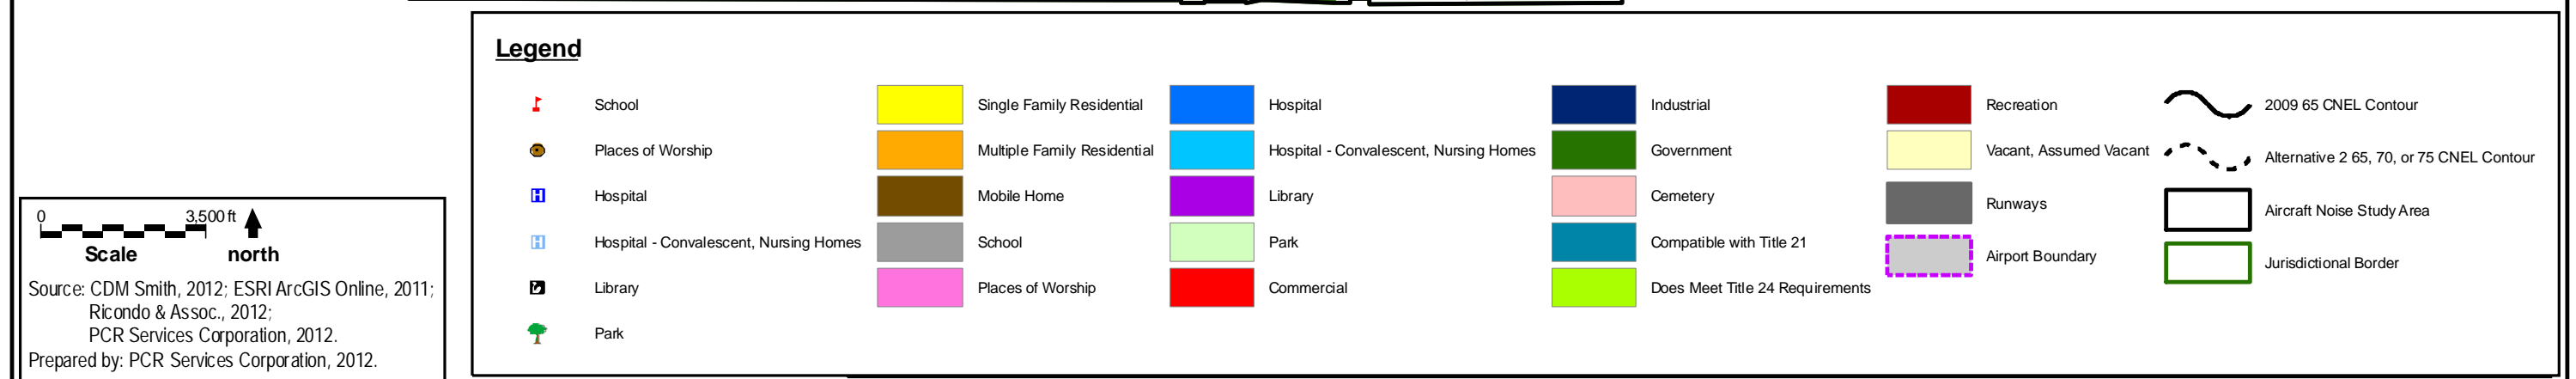 Legend
School
Places of Worship
Hospital
Hospital - Convalescent, Nursing Homes
Library
Park
Single Family Residential
Multiple Family Residential
Mobile Home
School
Places of Worship
Hospital
Hospital - Convalescent, Nursing Homes
Library
Park
Commercial
Industrial
Government
Cemetery
Compatible with Title 21
Does Meet Title 24 Requirements
Recreation
Vacant, Assumed Vacant
Runways
Airport Boundary
2009 65 CNEL Contour
Alternative 2 65, 70, or 75 CNEL Contour
Aircraft Noise Study Area
Jurisdictional Border
0 3,500 ft
Scale north
Source: CDM Smith, 2012; ESRI ArcGIS Online, 2011;
Ricondo & Assoc., 2012;
PCR Services Corporation, 2012.
Prepared by: PCR Services Corporation, 2012.